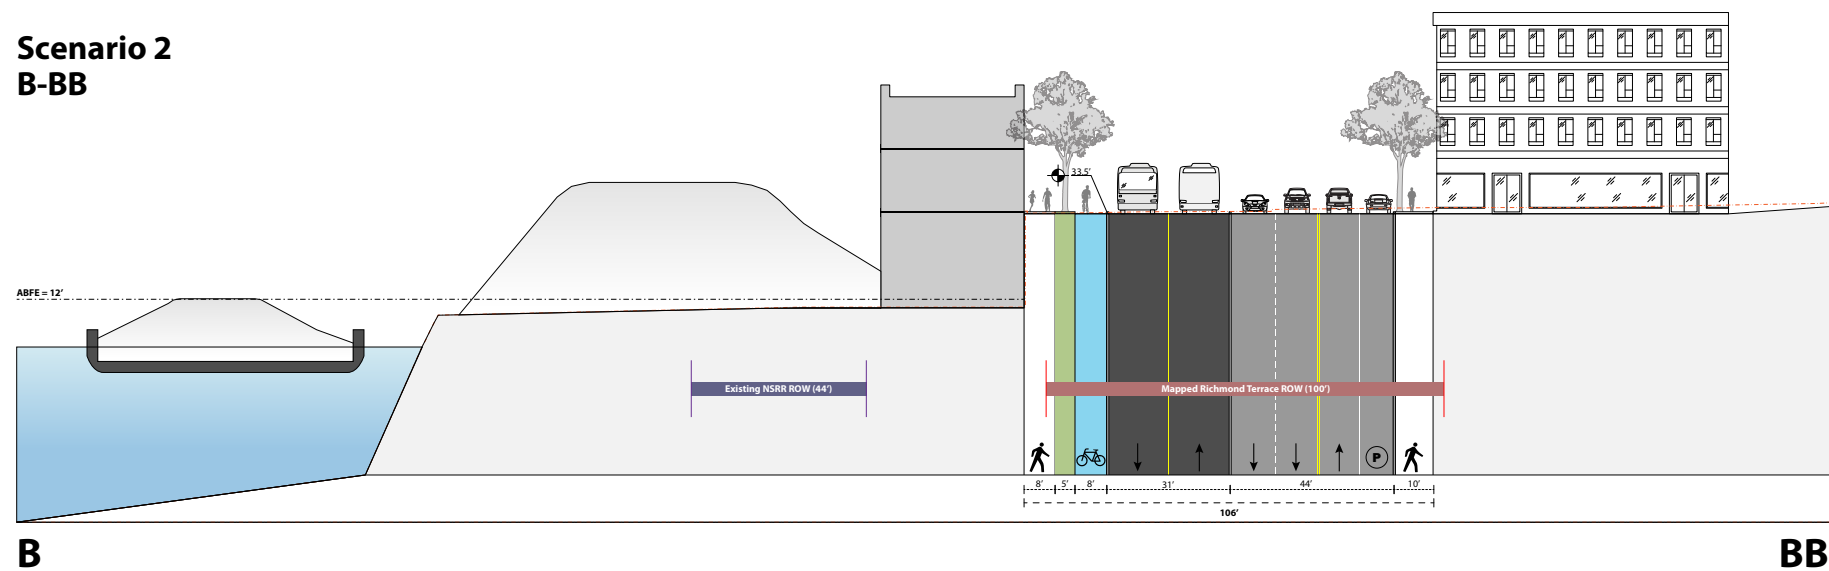 Scenario 2
B-BB
33.5'
ABFE = 12'
Existing NSRR ROW (44')
Mapped Richmond Terrace ROW (100')
P
8'
5'
8'
31'
44'
10'
106'
B
BB